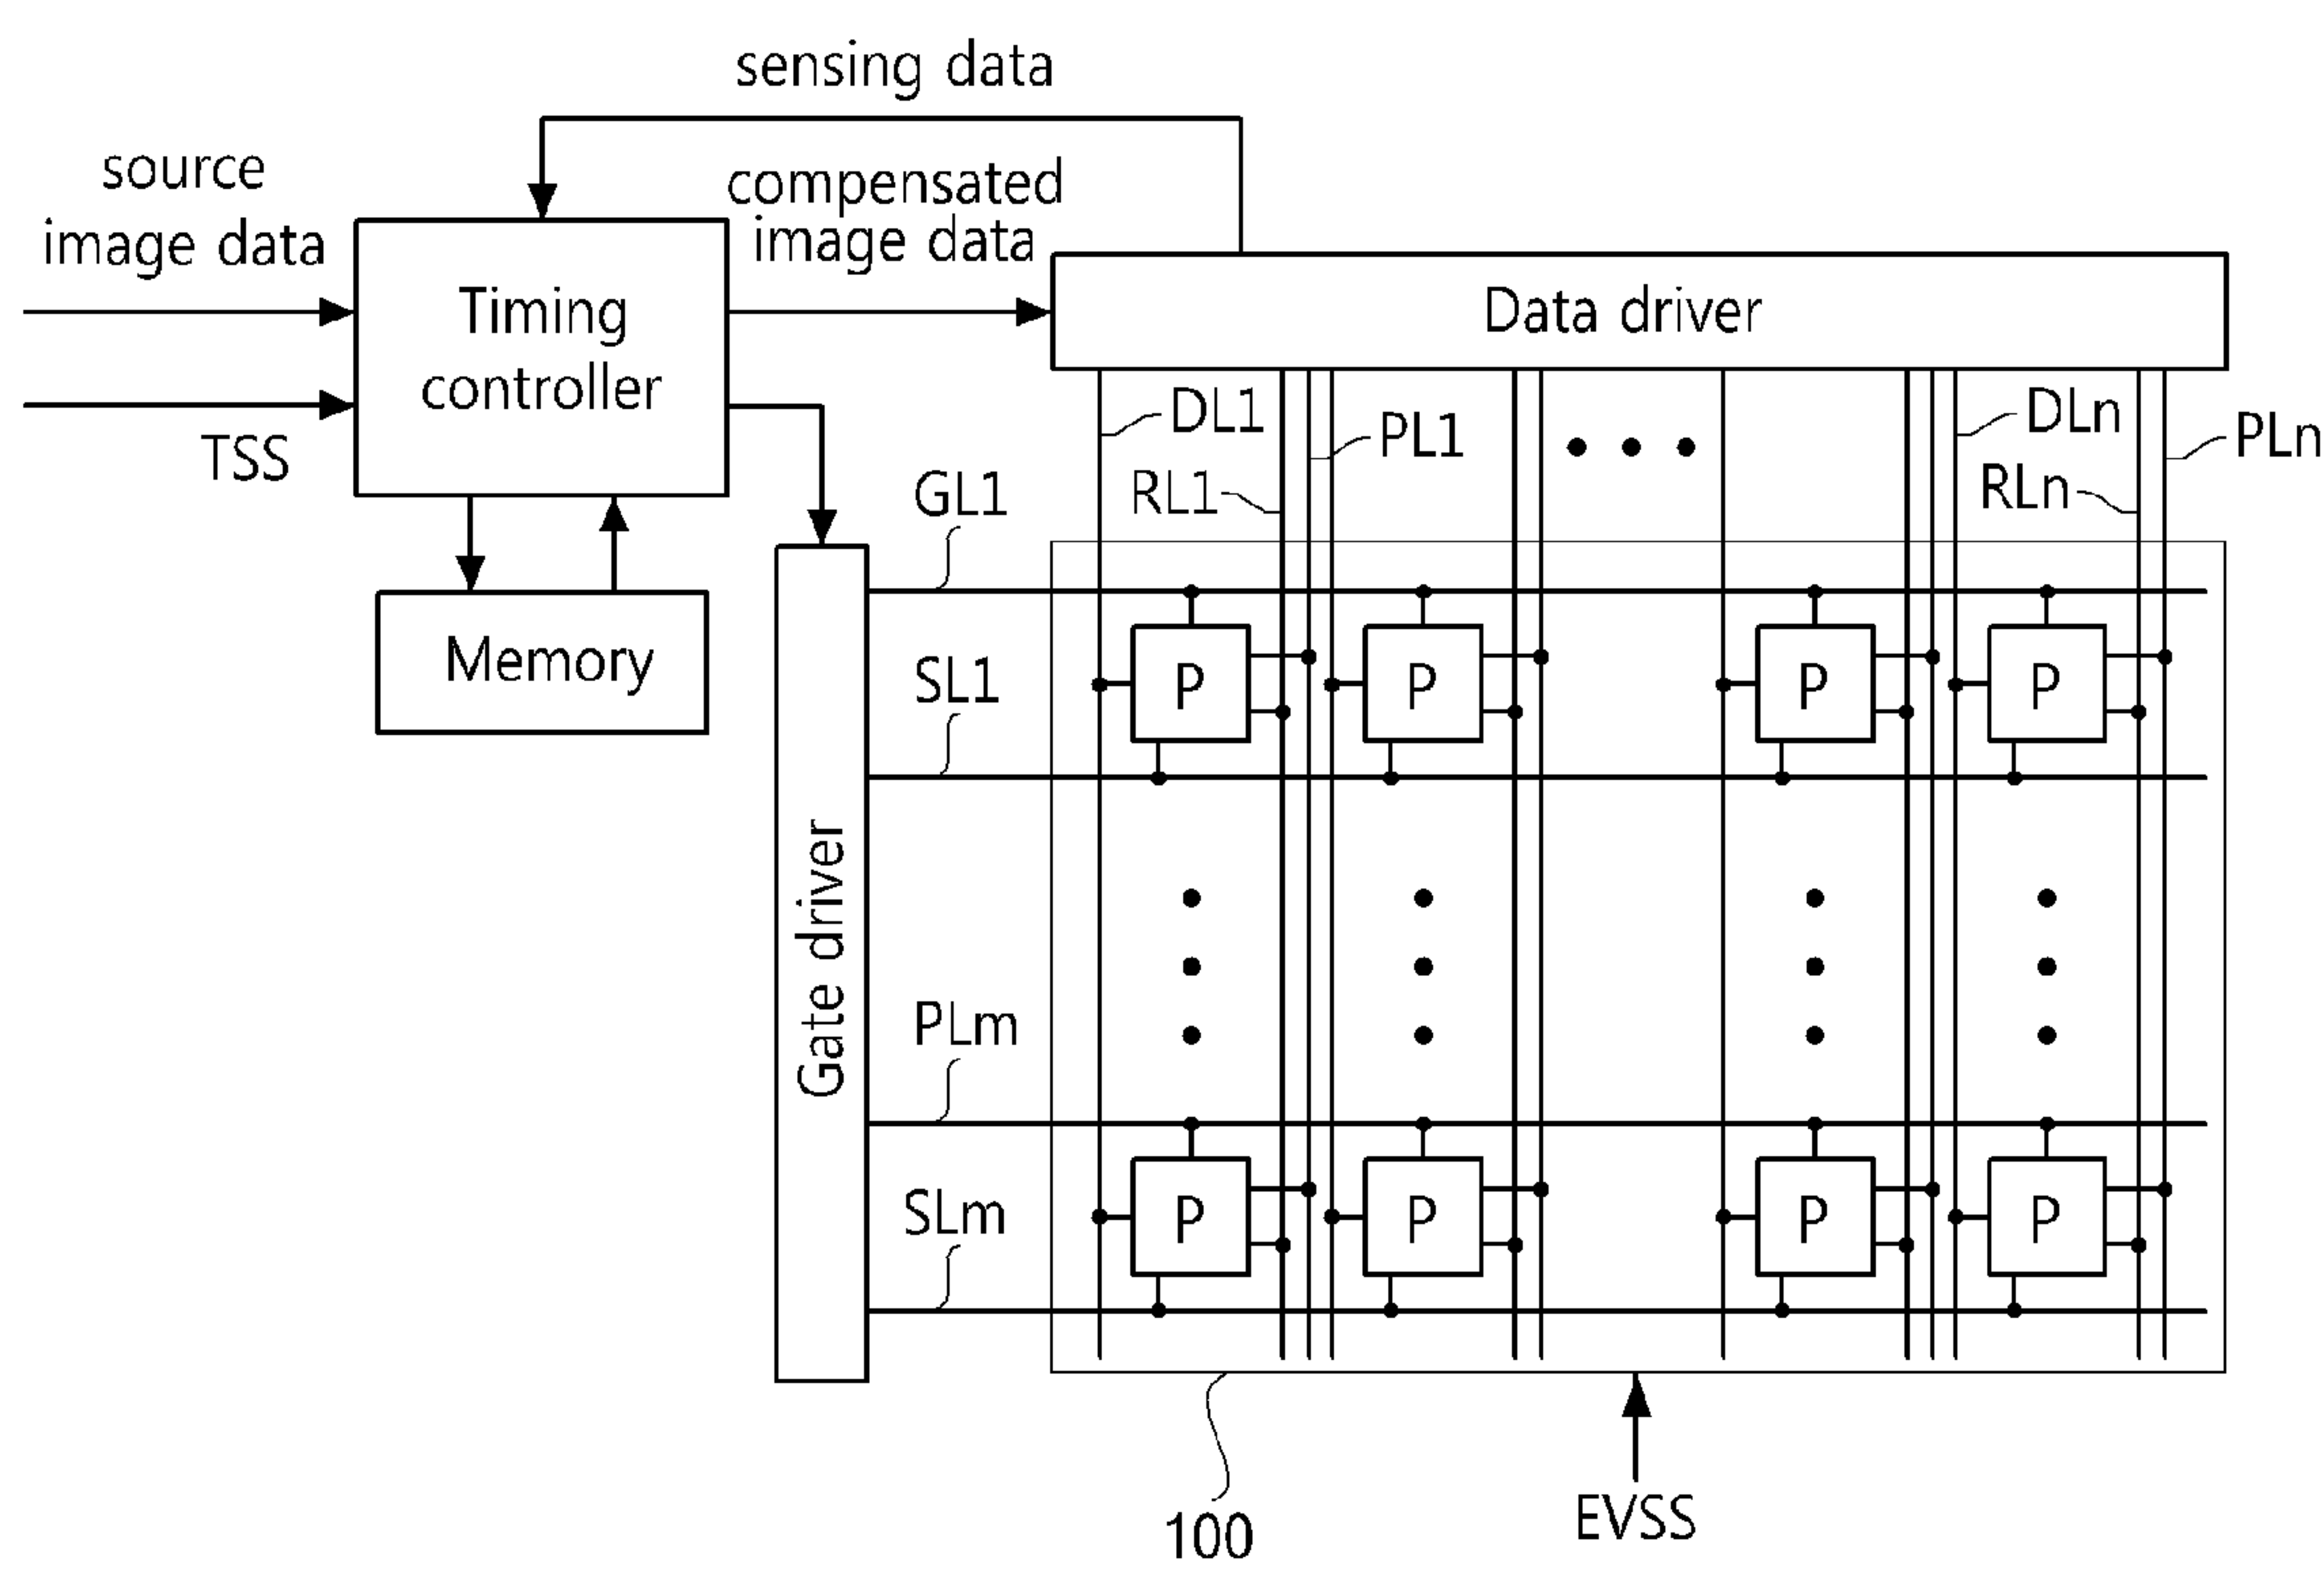 sensing data
source
image data
compensated
image data
Timing
controller
Data driver
TSS
DL1
PL1
DLn
PLn
RL1
RLn
GL1
Memory
SL1
P P P P
Gate driver
PLm
SLm
P P P P
100
EVSS